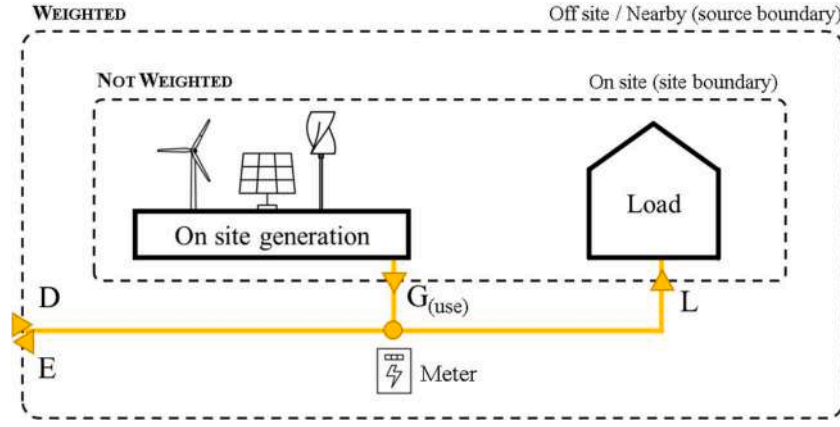 WEIGHTED
Off site / Nearby (source boundary)
NOT WEIGHTED
On site (site boundary)
On site generation
Load
D
G(use)
L
E
Meter